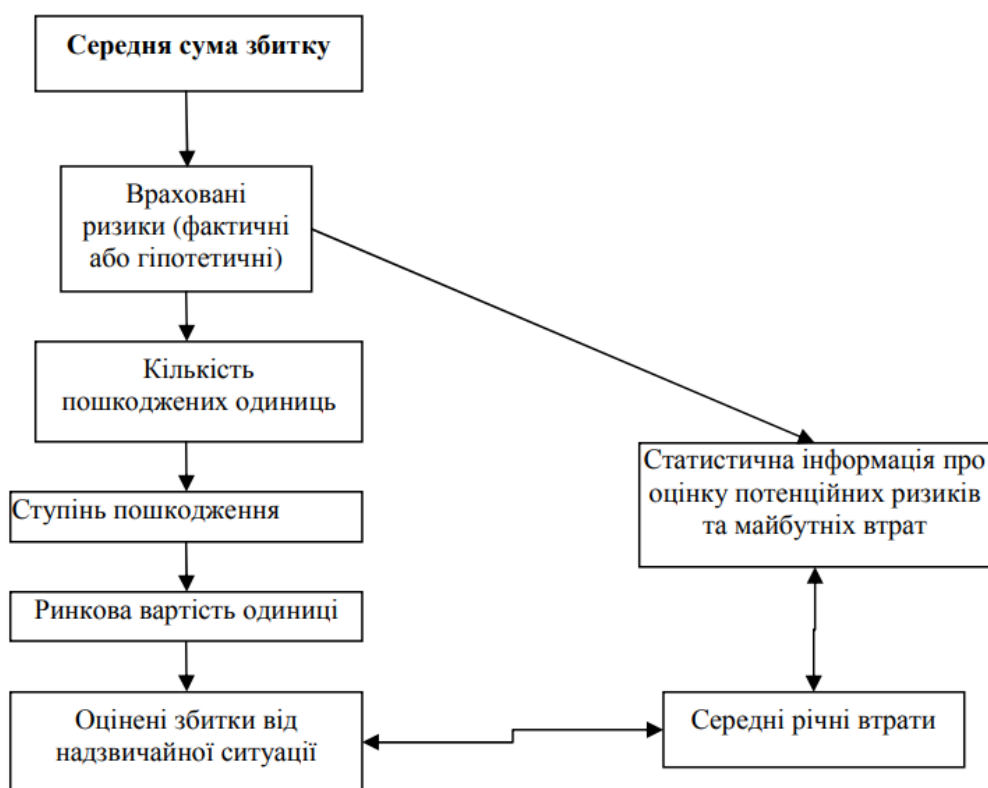 Середня сума збитку
Враховані
ризики (фактичні
або гіпотетичні)
Кількість
пошкоджених одиниць
Ступінь пошкодження
Ринкова вартість одиниці
Оцінені збитки від
надзвичайної ситуації
Статистична інформація про
оцінку потенційних ризиків
та майбутніх втрат
Середні річні втрати